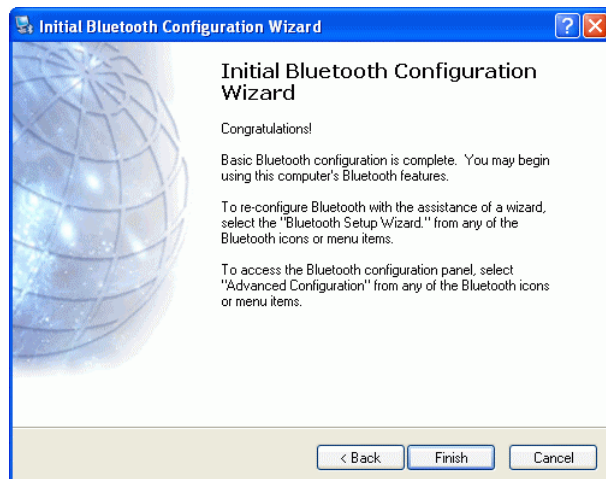 Initial Bluetooth Configuration Wizard
Initial Bluetooth Configuration
Wizard
Congratulations!
Basic Bluetooth configuration is complete. You may begin
using this computer's Bluetooth features.
To re-configure Bluetooth with the assistance of a wizard,
select the "Bluetooth Setup Wizard." from any of the
Bluetooth icons or menu items.
To access the Bluetooth configuration panel, select
"Advanced Configuration" from any of the Bluetooth icons
or menu items.
< Back Finish Cancel